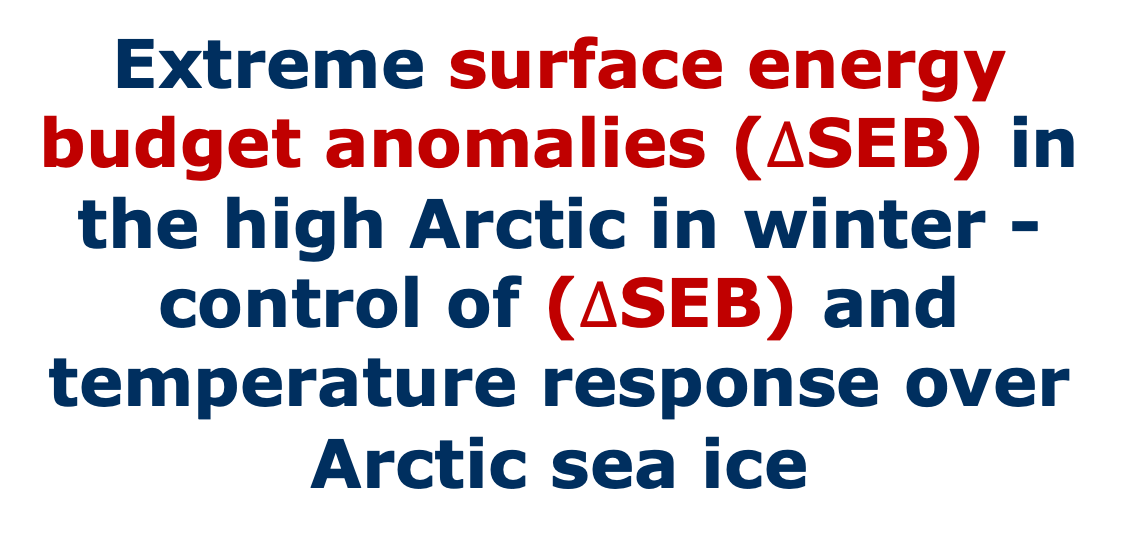 Extreme surface energy
budget anomalies (ΔSEB) in
the high Arctic in winter -
control of (ΔSEB) and
temperature response over
Arctic sea ice